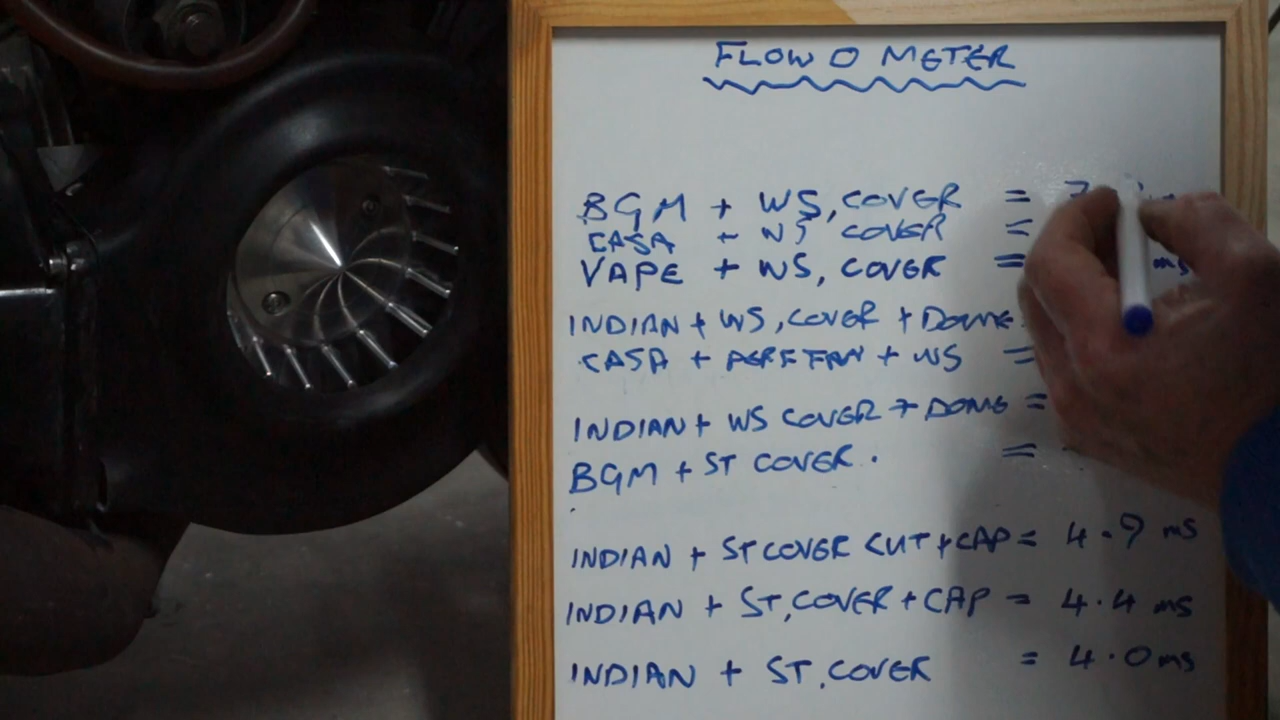 FLOW O METER
BGM + WS, COVER = 7
CASA + WS COVER =
VAPE + WS, COVER = ms
INDIAN + WS, COVER + DOME
CASA + + WS =
INDIAN + WS COVER + DOME =
BGM + ST COVER . =
INDIAN + ST COVER CUT + CAP = 4.9 ms
INDIAN + ST, COVER + CAP = 4.4 ms
INDIAN + ST, COVER = 4.0 ms